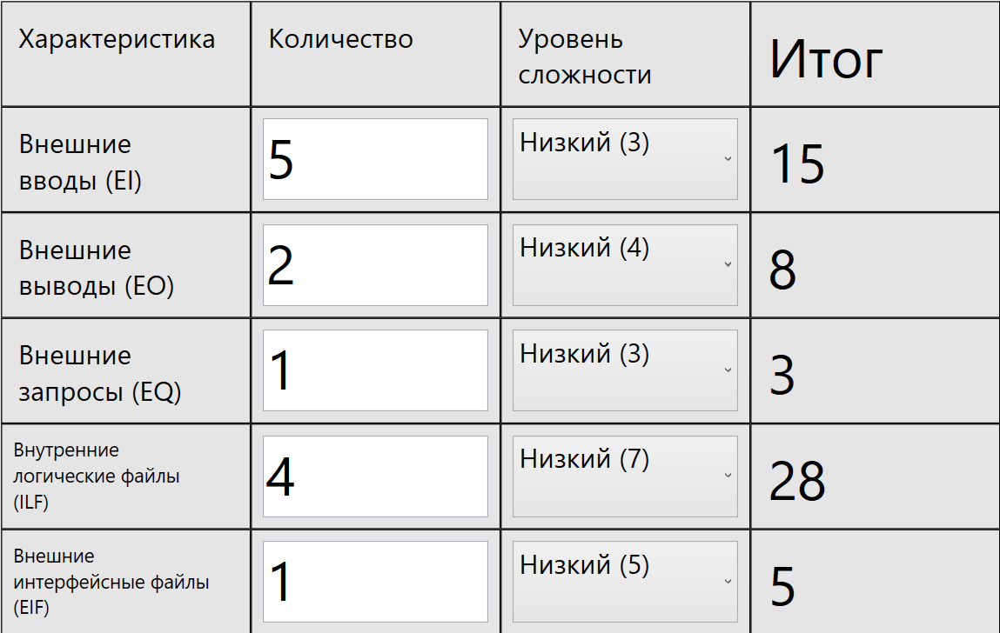 Характеристика
Количество
Уровень
сложности
Итог
Внешние
вводы (EI)
5
Низкий (3)
15
Внешние
выводы (EO)
2
Низкий (4)
8
Внешние
запросы (EQ)
1
Низкий (3)
3
Внутренние
логические файлы
(ILF)
4
Низкий (7)
28
Внешние
интерфейсные файлы
(EIF)
1
Низкий (5)
5